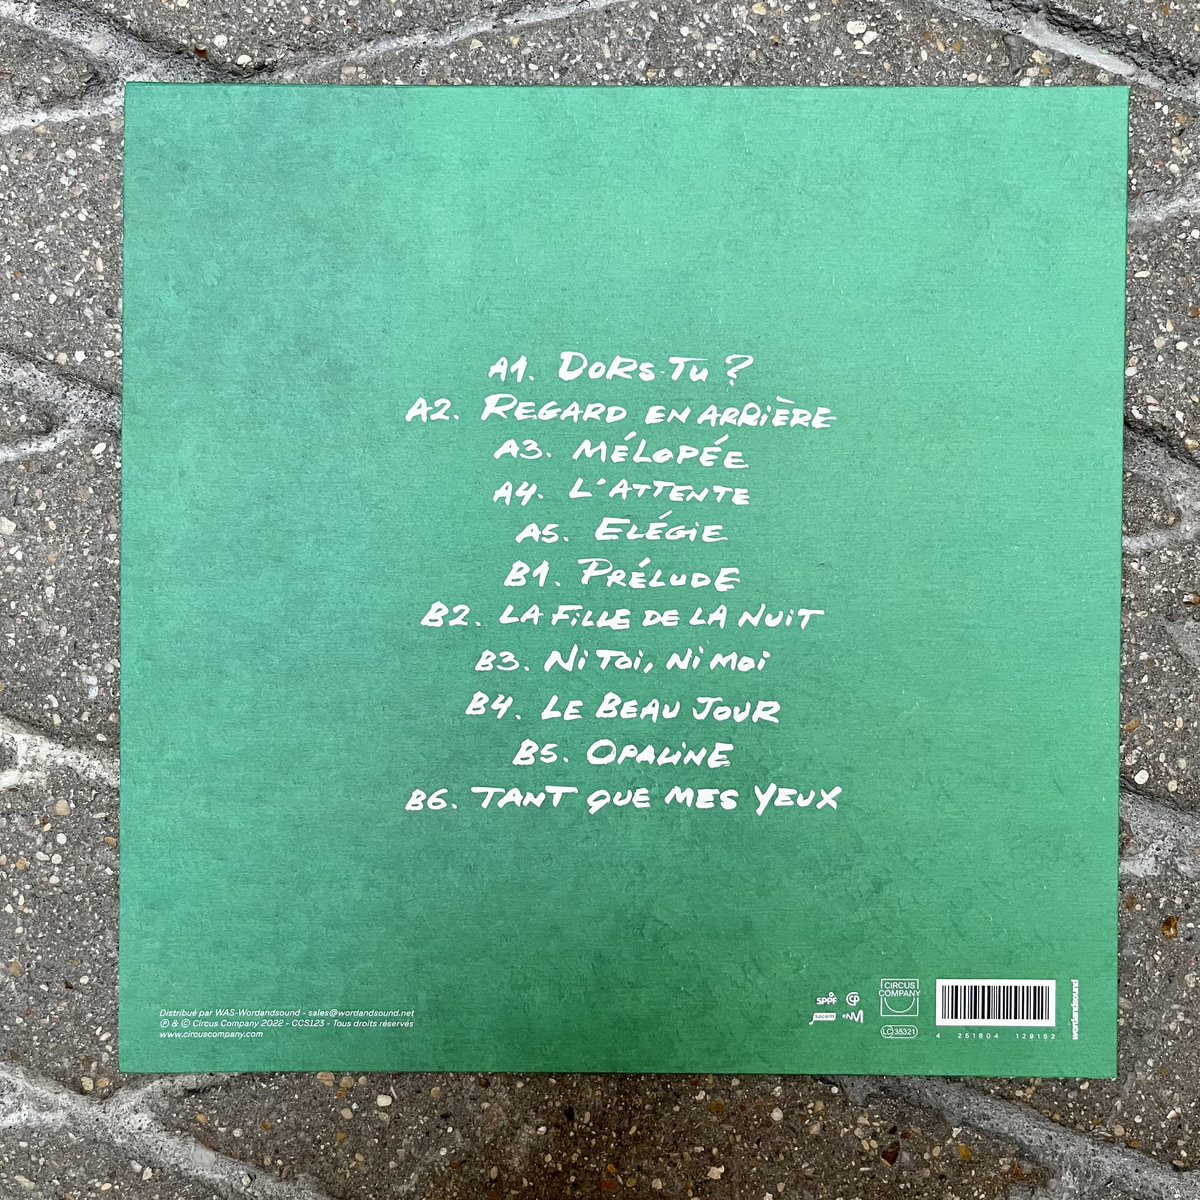 A1. DORS-TU ?
A2. REGARD EN ARRIÈRE
A3. MÉLOPÉE
A4. L'ATTENTE
A5. ELÉGIE
B1. PRÉLUDE
B2. LA FILLE DE LA NUIT
B3. NI TOI, NI MOI
B4. LE BEAU JOUR
B5. OPALINE
B6. TANT QUE MES YEUX
Distribué par WAS-Wordandsound - sales@wordandsound.net
℗ & © Circus Company 2022 - CCS123 - Tous droits réservés
www.circuscompany.com
SPPF
sacem
CIRCUS
COMPANY
LC 35321
4 251804 129152
wordandsound